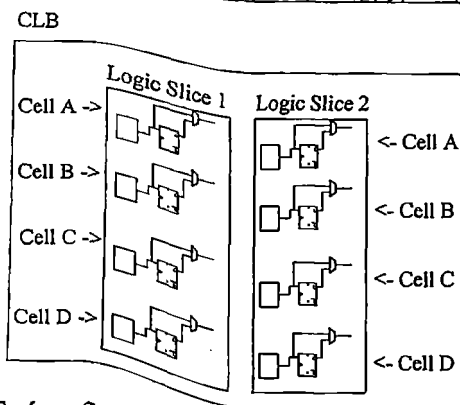 CLB
Logic Slice 1
Logic Slice 2
Cell A ->
<- Cell A
Cell B ->
<- Cell B
Cell C ->
<- Cell C
Cell D ->
<- Cell D